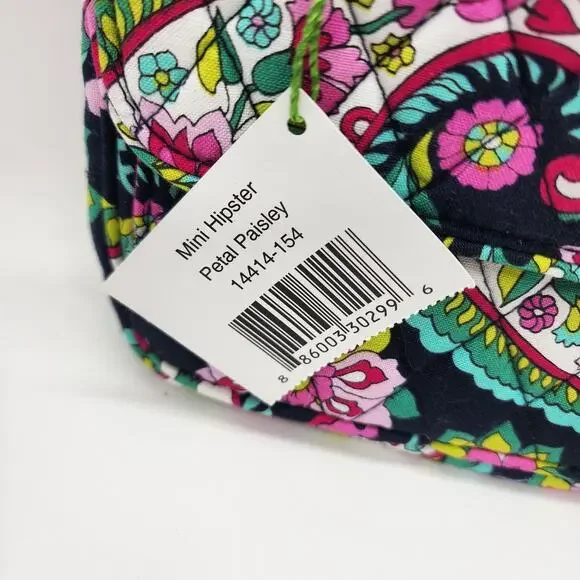 Mini Hipster
Petal Paisley
14414-154
8 86003 30299 6